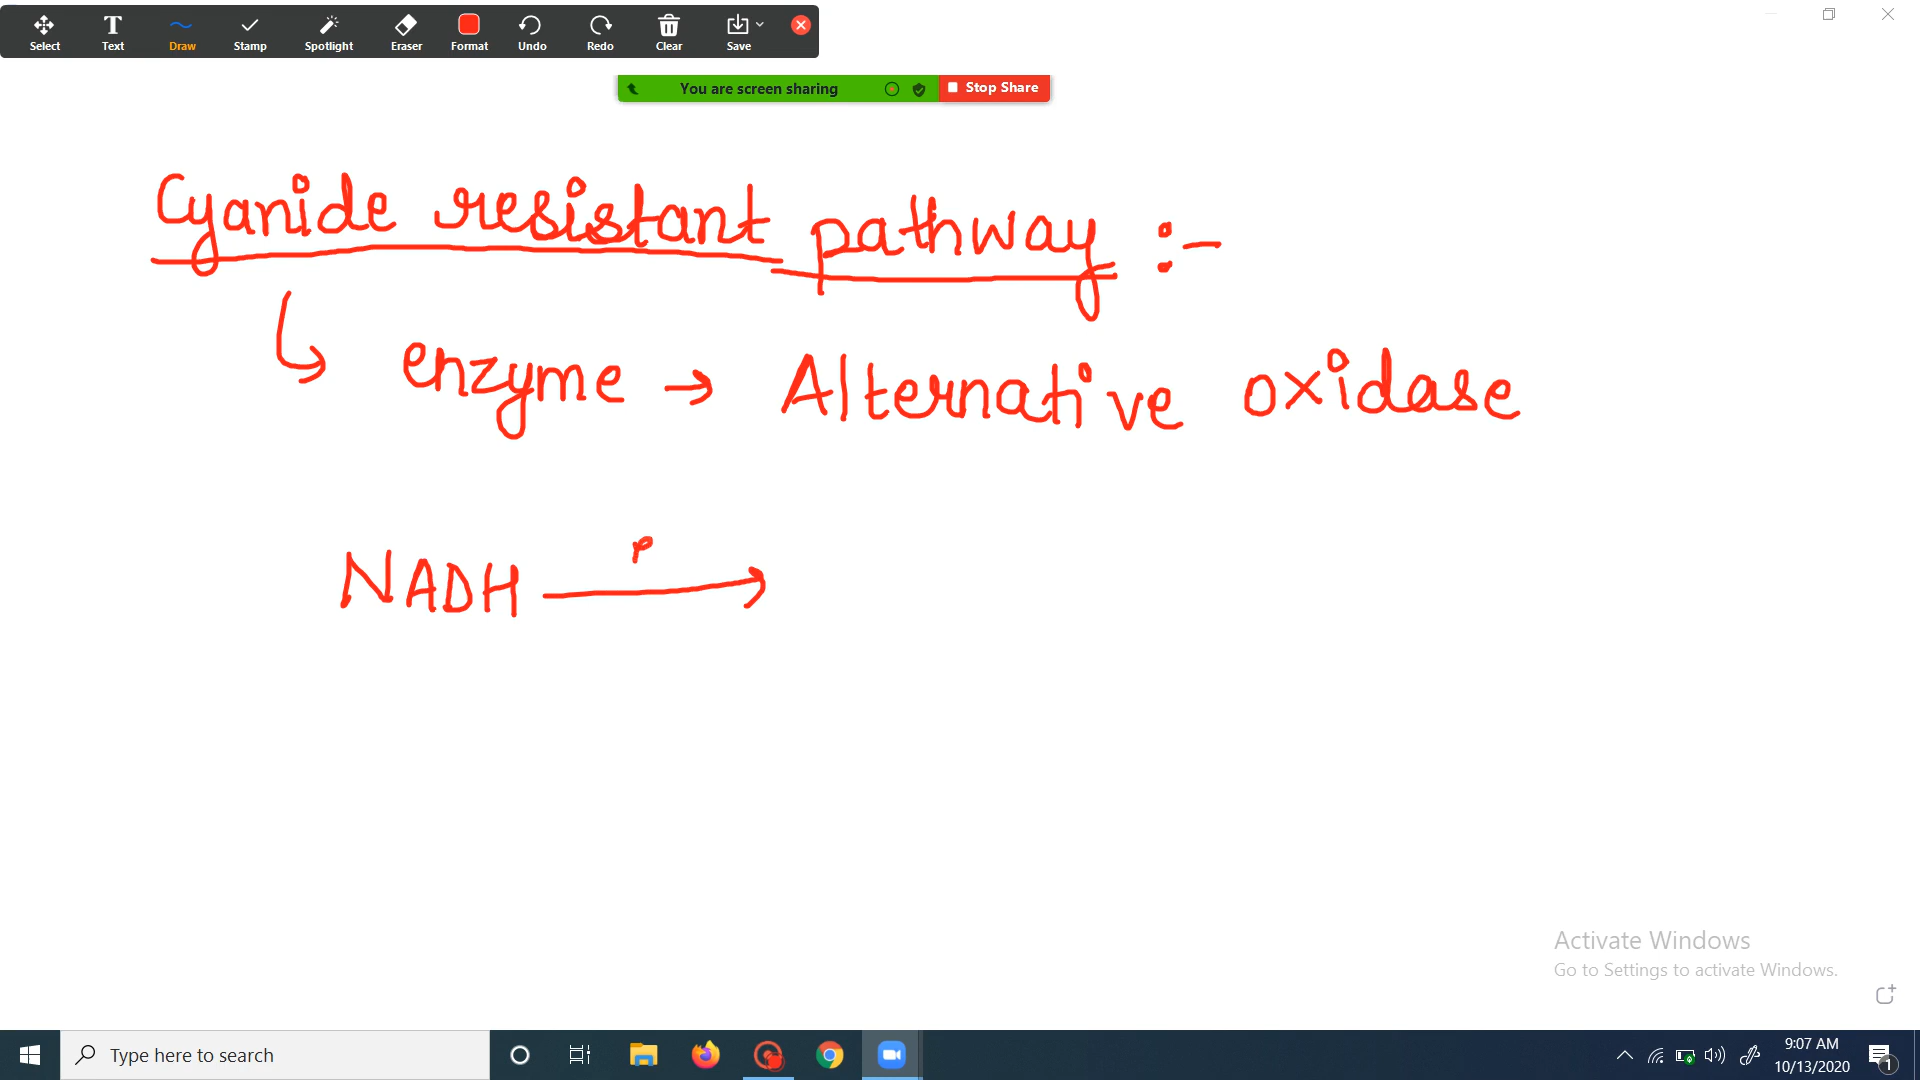 Select Text Draw Stamp Spotlight Eraser Format Undo Redo Clear Save
You are screen sharing Stop Share
Cyanide resistant pathway :-
enzyme → Alternative oxidase
NADH →
Activate Windows
Go to Settings to activate Windows.
Type here to search
9:07 AM
10/13/2020
1